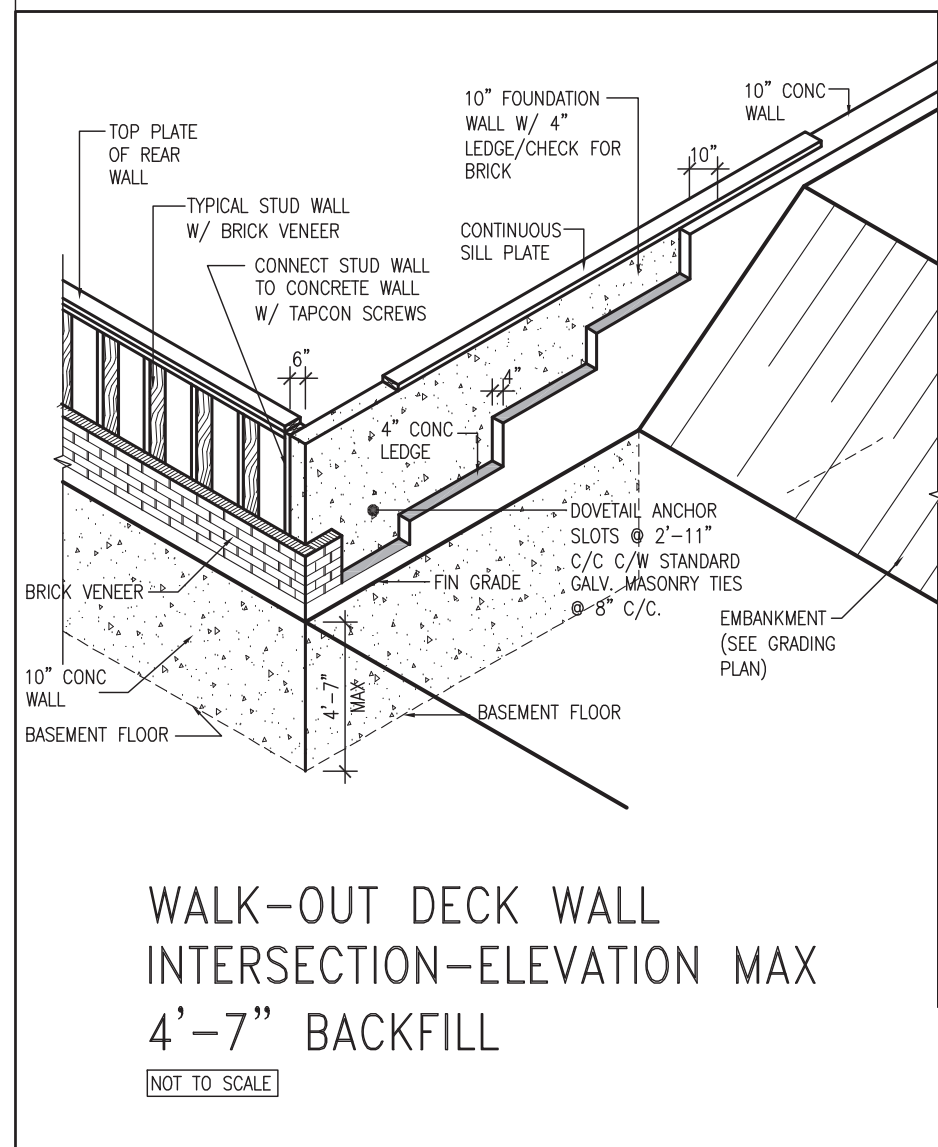 10” FOUNDATION
WALL W/ 4”
LEDGE/CHECK FOR
BRICK
10” CONC
WALL
TOP PLATE
OF REAR
WALL
10”
TYPICAL STUD WALL
W/ BRICK VENEER
CONTINUOUS
SILL PLATE
CONNECT STUD WALL
TO CONCRETE WALL
W/ TAPCON SCREWS
6”
4”
4” CONC
LEDGE
DOVETAIL ANCHOR
SLOTS @ 2’-11”
C/C C/W STANDARD
GALV. MASONRY TIES
@ 8” C/C.
FIN GRADE
BRICK VENEER
EMBANKMENT
(SEE GRADING
PLAN)
10” CONC
WALL
4’-7”
MAX
BASEMENT FLOOR
BASEMENT FLOOR
WALK-OUT DECK WALL
INTERSECTION-ELEVATION MAX
4’-7” BACKFILL
NOT TO SCALE